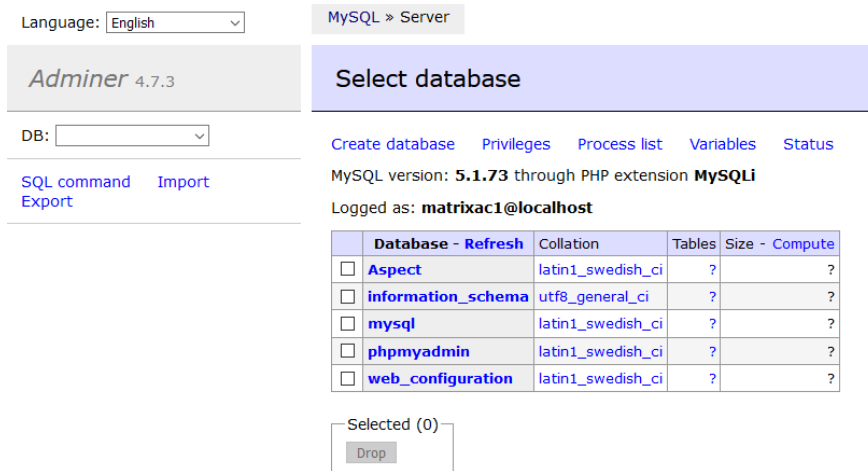 Language: English
MySQL » Server
Adminer 4.7.3
Select database
DB:
Create database Privileges Process list Variables Status
SQL command Import
Export
MySQL version: 5.1.73 through PHP extension MySQLi
Logged as: matrixac1@localhost
Database - Refresh Collation Tables Size - Compute
Aspect latin1_swedish_ci ? ?
information_schema utf8_general_ci ? ?
mysql latin1_swedish_ci ? ?
phpmyadmin latin1_swedish_ci ? ?
web_configuration latin1_swedish_ci ? ?
Selected (0)
Drop